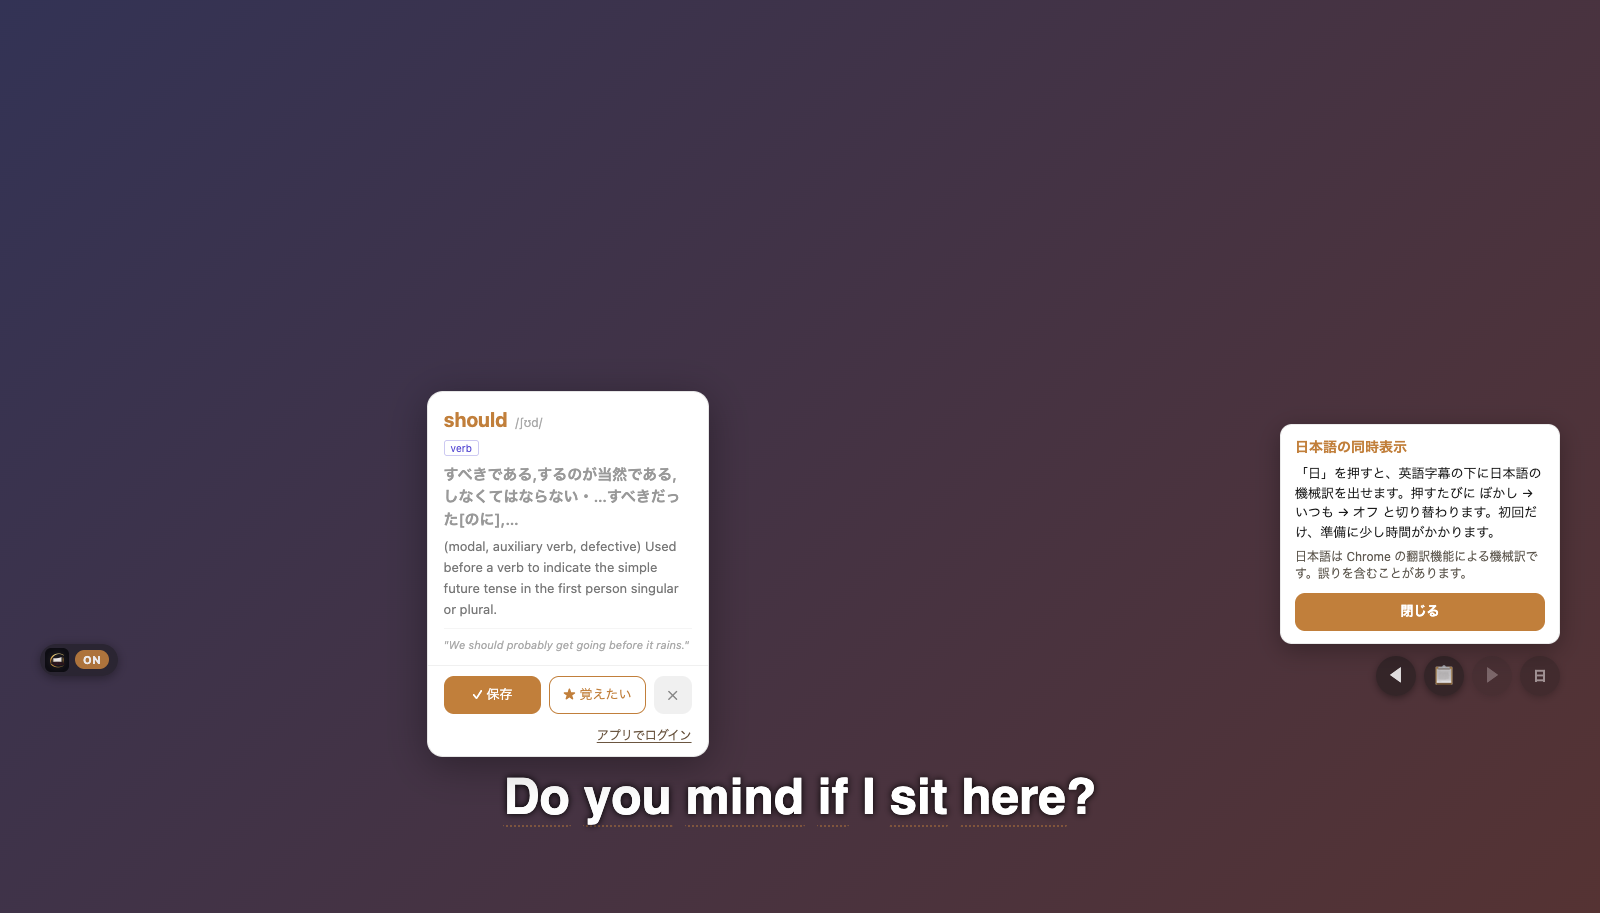 should /ʃʊd/
verb
すべきである,するのが当然である,
しなくてはならない・...すべきだっ
た[のに],...
(modal, auxiliary verb, defective) Used
before a verb to indicate the simple
future tense in the first person singular
or plural.
"We should probably get going before it rains."
✓ 保存
★ 覚えたい
×
アプリでログイン
日本語の同時表示
「日」を押すと、英語字幕の下に日本語の
機械訳を出せます。押すたびに ぼかし →
いつも → オフ と切り替わります。初回だ
け、準備に少し時間がかかります。
日本語は Chrome の翻訳機能による機械訳で
す。誤りを含むことがあります。
閉じる
ON
日
Do you mind if I sit here?